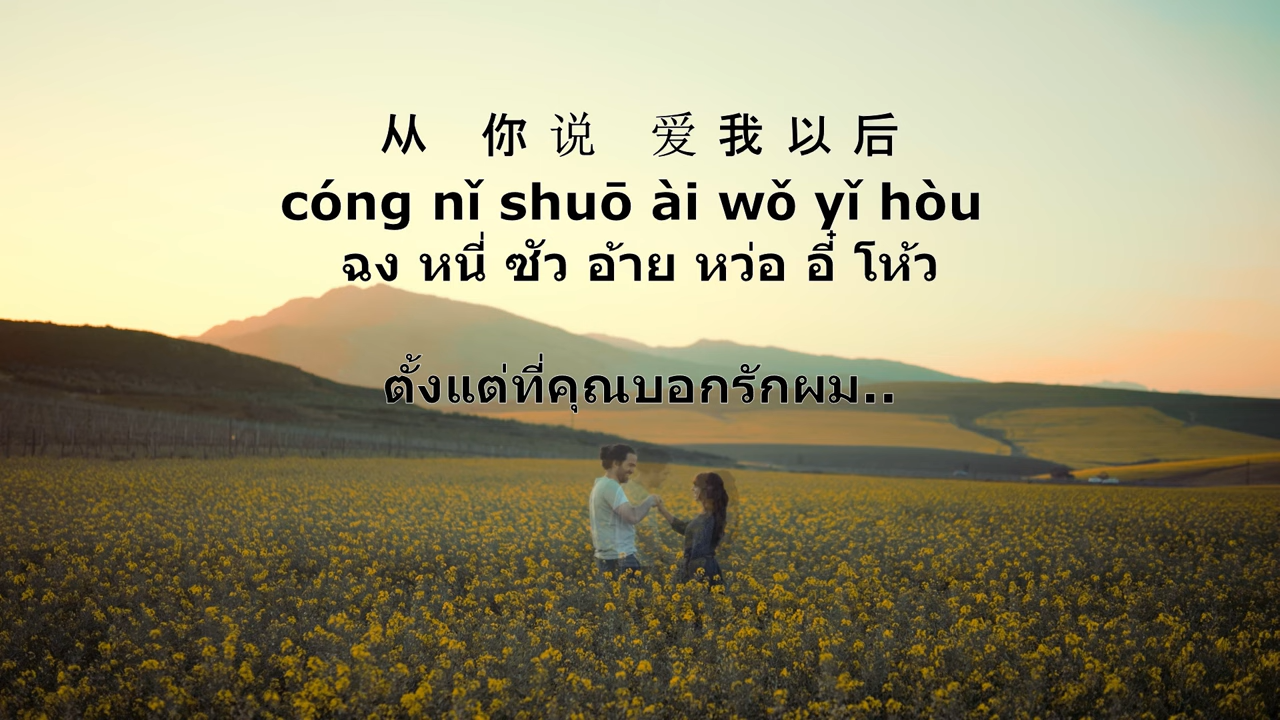 从 你 说 爱 我 以 后
cóng nǐ shuō ài wǒ yǐ hòu
ฉง หนี่ ซัว อ้าย หว่อ อี๋ โห้ว
ตั้งแต่ที่คุณบอกรักผม..